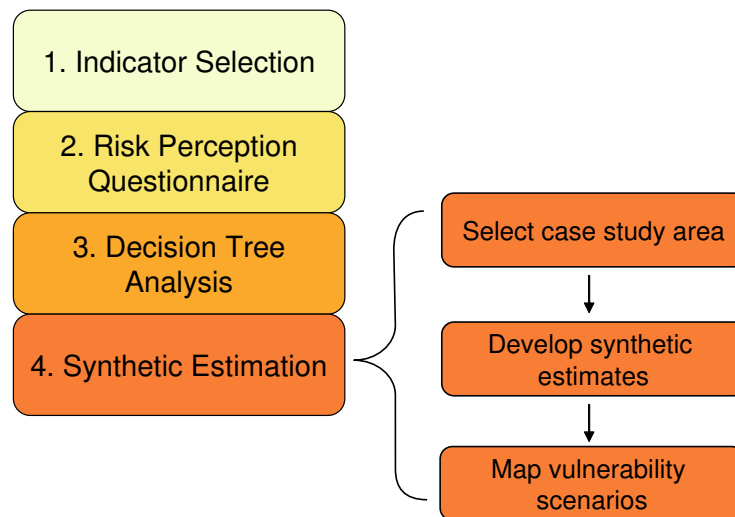 1. Indicator Selection
2. Risk Perception
Questionnaire
3. Decision Tree
Analysis
4. Synthetic Estimation
Select case study area
Develop synthetic
estimates
Map vulnerability
scenarios